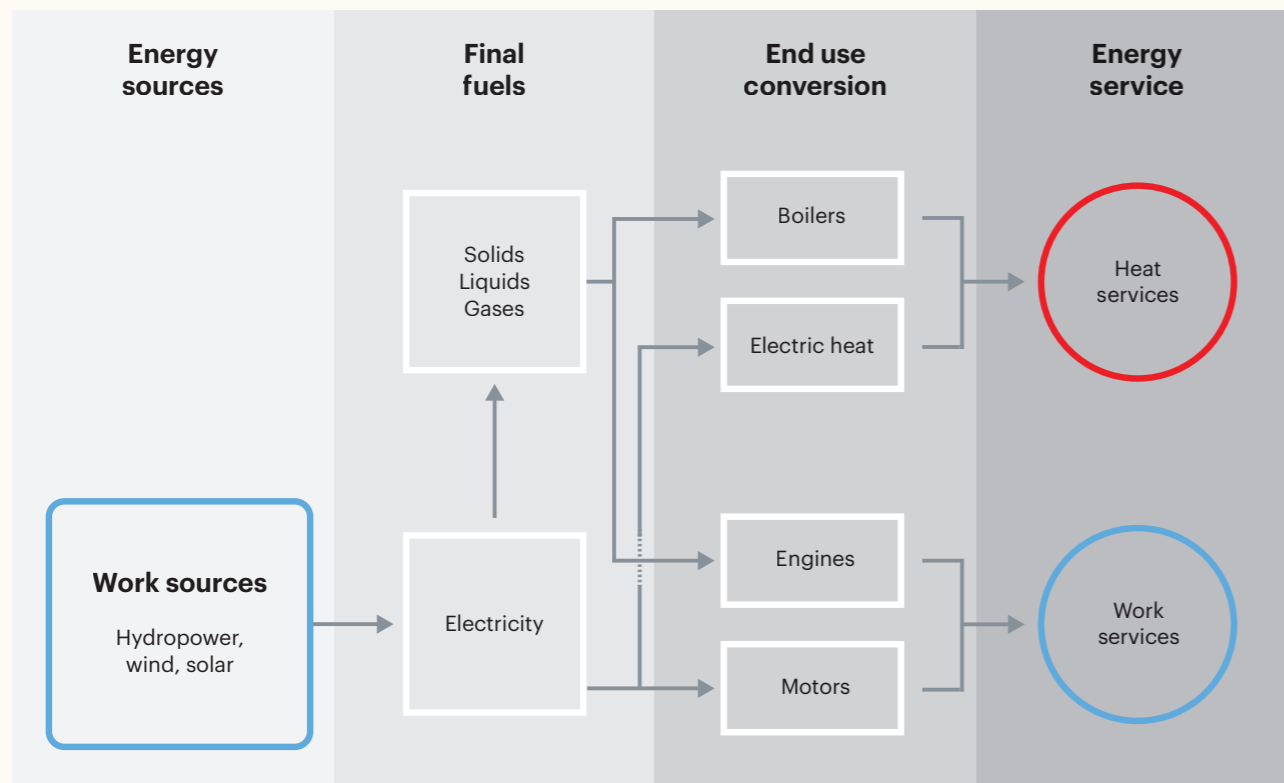 Energy
sources
Final
fuels
End use
conversion
Energy
service
Work sources
Hydropower,
wind, solar
Solids
Liquids
Gases
Electricity
Boilers
Electric heat
Engines
Motors
Heat
services
Work
services